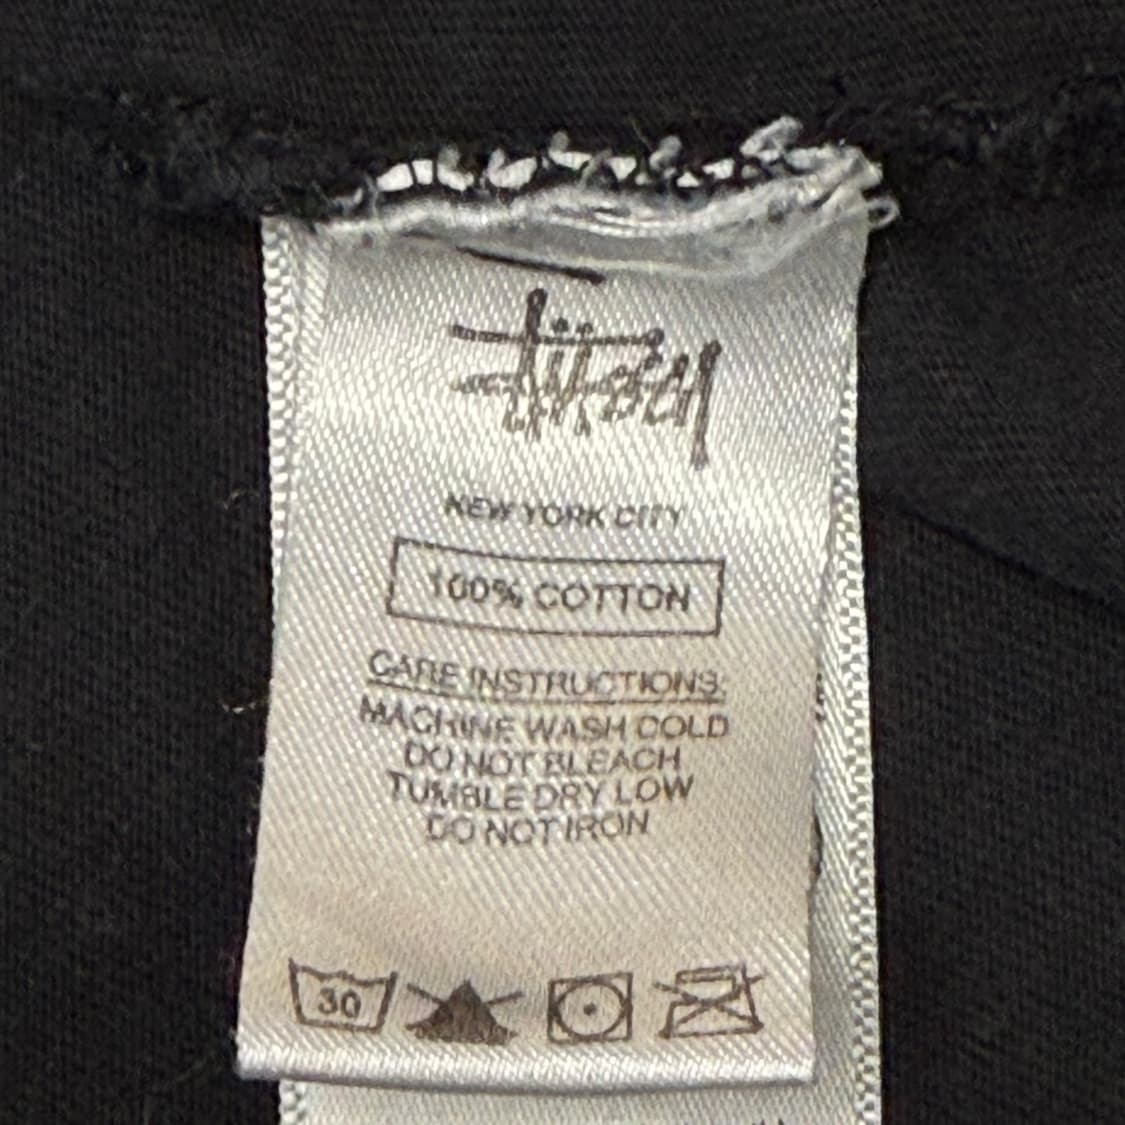 Stüssy
NEW YORK CITY
100% COTTON
CARE INSTRUCTIONS:
MACHINE WASH COLD
DO NOT BLEACH
TUMBLE DRY LOW
DO NOT IRON
30